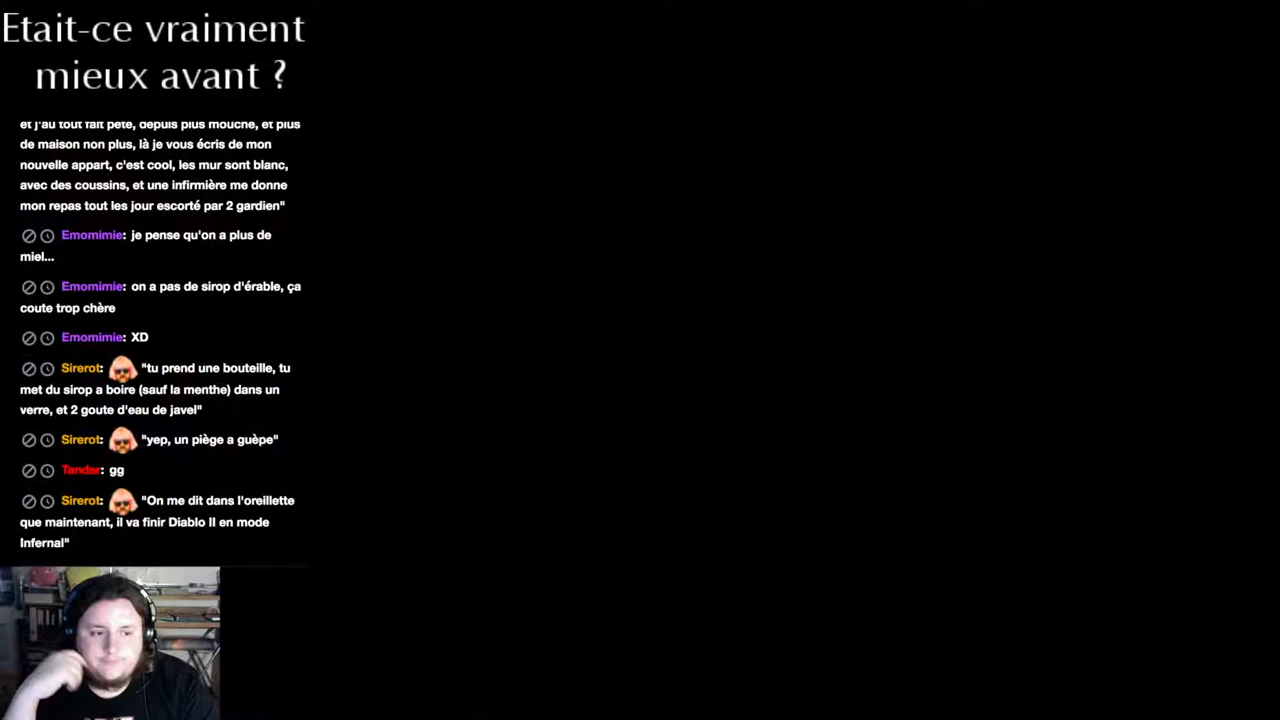 Etait-ce vraiment
mieux avant ?
et j'au tout fait pété, depuis plus mouche, et plus
de maison non plus, là je vous écris de mon
nouvelle appart, c'est cool, les mur sont blanc,
avec des coussins, et une infirmière me donne
mon repas tout les jour escorté par 2 gardien"
Emomimie: je pense qu'on a plus de
miel...
Emomimie: on a pas de sirop d'érable, ça
coute trop chère
Emomimie: XD
Sirerot: "tu prend une bouteille, tu
met du sirop a boire (sauf la menthe) dans un
verre, et 2 goute d'eau de javel"
Sirerot: "yep, un piège a guèpe"
Tandar: gg
Sirerot: "On me dit dans l'oreillette
que maintenant, il va finir Diablo II en mode
Infernal"